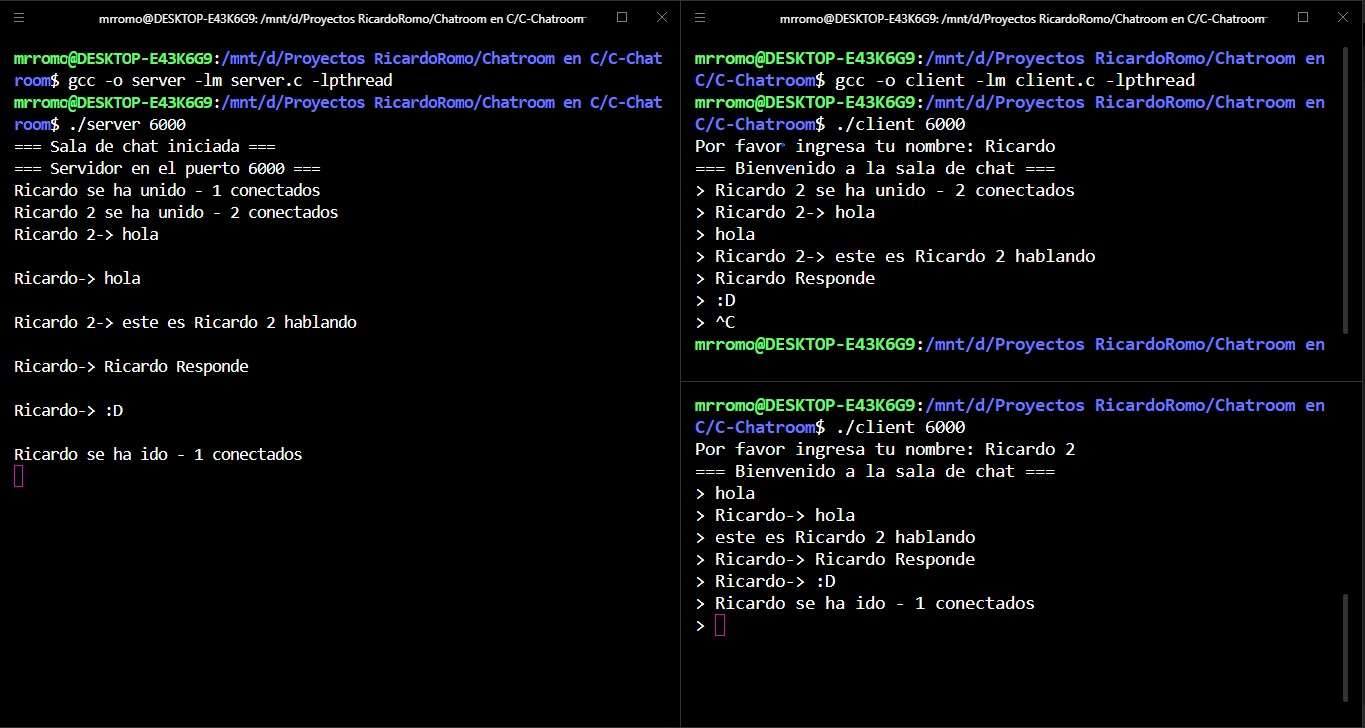 mrromo@DESKTOP-E43K6G9: /mnt/d/Proyectos RicardoRomo/Chatroom en C/C-Chatroom
mrromo@DESKTOP-E43K6G9:/mnt/d/Proyectos RicardoRomo/Chatroom en C/C-Chat
room$ gcc -o server -lm server.c -lpthread
mrromo@DESKTOP-E43K6G9:/mnt/d/Proyectos RicardoRomo/Chatroom en C/C-Chat
room$ ./server 6000
=== Sala de chat iniciada ===
=== Servidor en el puerto 6000 ===
Ricardo se ha unido - 1 conectados
Ricardo 2 se ha unido - 2 conectados
Ricardo 2-> hola
Ricardo-> hola
Ricardo 2-> este es Ricardo 2 hablando
Ricardo-> Ricardo Responde
Ricardo-> :D
Ricardo se ha ido - 1 conectados
mrromo@DESKTOP-E43K6G9: /mnt/d/Proyectos RicardoRomo/Chatroom en C/C-Chatroom
mrromo@DESKTOP-E43K6G9:/mnt/d/Proyectos RicardoRomo/Chatroom en
C/C-Chatroom$ gcc -o client -lm client.c -lpthread
mrromo@DESKTOP-E43K6G9:/mnt/d/Proyectos RicardoRomo/Chatroom en
C/C-Chatroom$ ./client 6000
Por favor ingresa tu nombre: Ricardo
=== Bienvenido a la sala de chat ===
> Ricardo 2 se ha unido - 2 conectados
> Ricardo 2-> hola
> hola
> Ricardo 2-> este es Ricardo 2 hablando
> Ricardo Responde
> :D
> ^C
mrromo@DESKTOP-E43K6G9:/mnt/d/Proyectos RicardoRomo/Chatroom en
mrromo@DESKTOP-E43K6G9:/mnt/d/Proyectos RicardoRomo/Chatroom en
C/C-Chatroom$ ./client 6000
Por favor ingresa tu nombre: Ricardo 2
=== Bienvenido a la sala de chat ===
> hola
> Ricardo-> hola
> este es Ricardo 2 hablando
> Ricardo-> Ricardo Responde
> Ricardo-> :D
> Ricardo se ha ido - 1 conectados
>